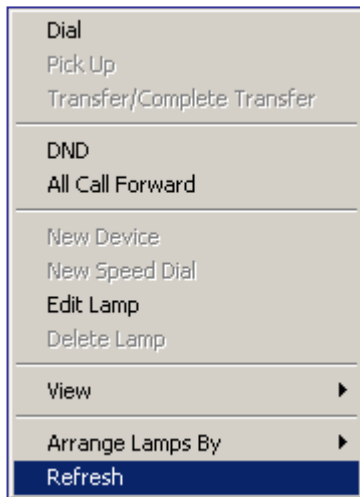 Dial
Pick Up
Transfer/Complete Transfer
DND
All Call Forward
New Device
New Speed Dial
Edit Lamp
Delete Lamp
View
Arrange Lamps By
Refresh